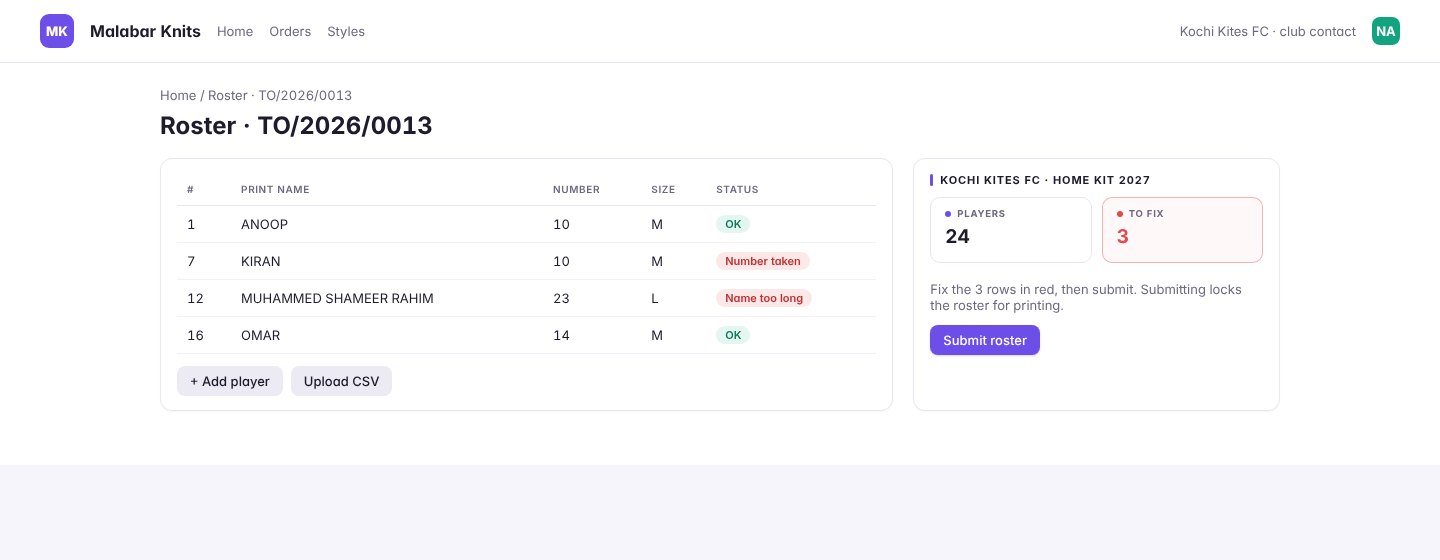 MK Malabar Knits Home Orders Styles Kochi Kites FC · club contact NA
Home / Roster · TO/2026/0013
Roster · TO/2026/0013
# PRINT NAME NUMBER SIZE STATUS
1 ANOOP 10 M OK
7 KIRAN 10 M Number taken
12 MUHAMMED SHAMEER RAHIM 23 L Name too long
16 OMAR 14 M OK
+ Add player Upload CSV
KOCHI KITES FC · HOME KIT 2027
PLAYERS TO FIX
24 3
Fix the 3 rows in red, then submit. Submitting locks
the roster for printing.
Submit roster